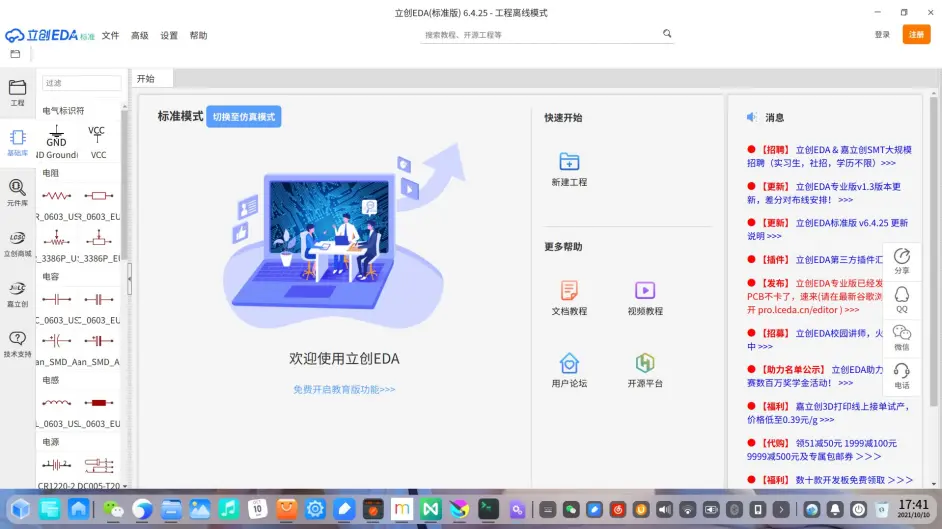 立创EDA(标准版) 6.4.25 - 工程离线模式
立创EDA 标准
文件 高级 设置 帮助
搜索教程、开源工程等
登录
注册
工程
基础库
元件库
立创商城
嘉立创
技术支持
过滤
电气标识符
GND
VCC
ND Groundi
VCC
电阻
R_0603_US
R_0603_EU
_3386P_U
_3386P_EU
电容
C_0603_US
C_0603_EU
an_SMD_A
an_SMD_A
电感
L_0603_US
L_0603_EU
电源
CR1220-2
DC005-T20
开始
标准模式
切换至仿真模式
欢迎使用立创EDA
免费开启教育版功能>>>
快速开始
新建工程
更多帮助
文档教程
视频教程
用户论坛
开源平台
消息
【招聘】 立创EDA & 嘉立创SMT大规模
招聘（实习生，社招，学历不限）>>>
【更新】 立创EDA专业版v1.3版本更
新，差分对布线安排！ >>>
【更新】 立创EDA标准版 v6.4.25 更新
说明 >>>
【插件】 立创EDA第三方插件汇
【发布】 立创EDA专业版已经发
PCB不卡了，速来(请在最新谷歌浏
开 pro.lceda.cn/editor ) >>>
【招募】 立创EDA校园讲师，火
中 >>>
【助力名单公示】 立创EDA助力
赛数百万奖学金活动！ >>>
【福利】 嘉立创3D打印线上接单试产，
价格低至0.39元/g >>>
【代购】 领51减50元 1999减100元
9999减500元及专属包邮券 ＞＞＞
【福利】 数十款开发板免费领取 ＞＞＞
分享
QQ
微信
电话
10
17:41
2021/10/10